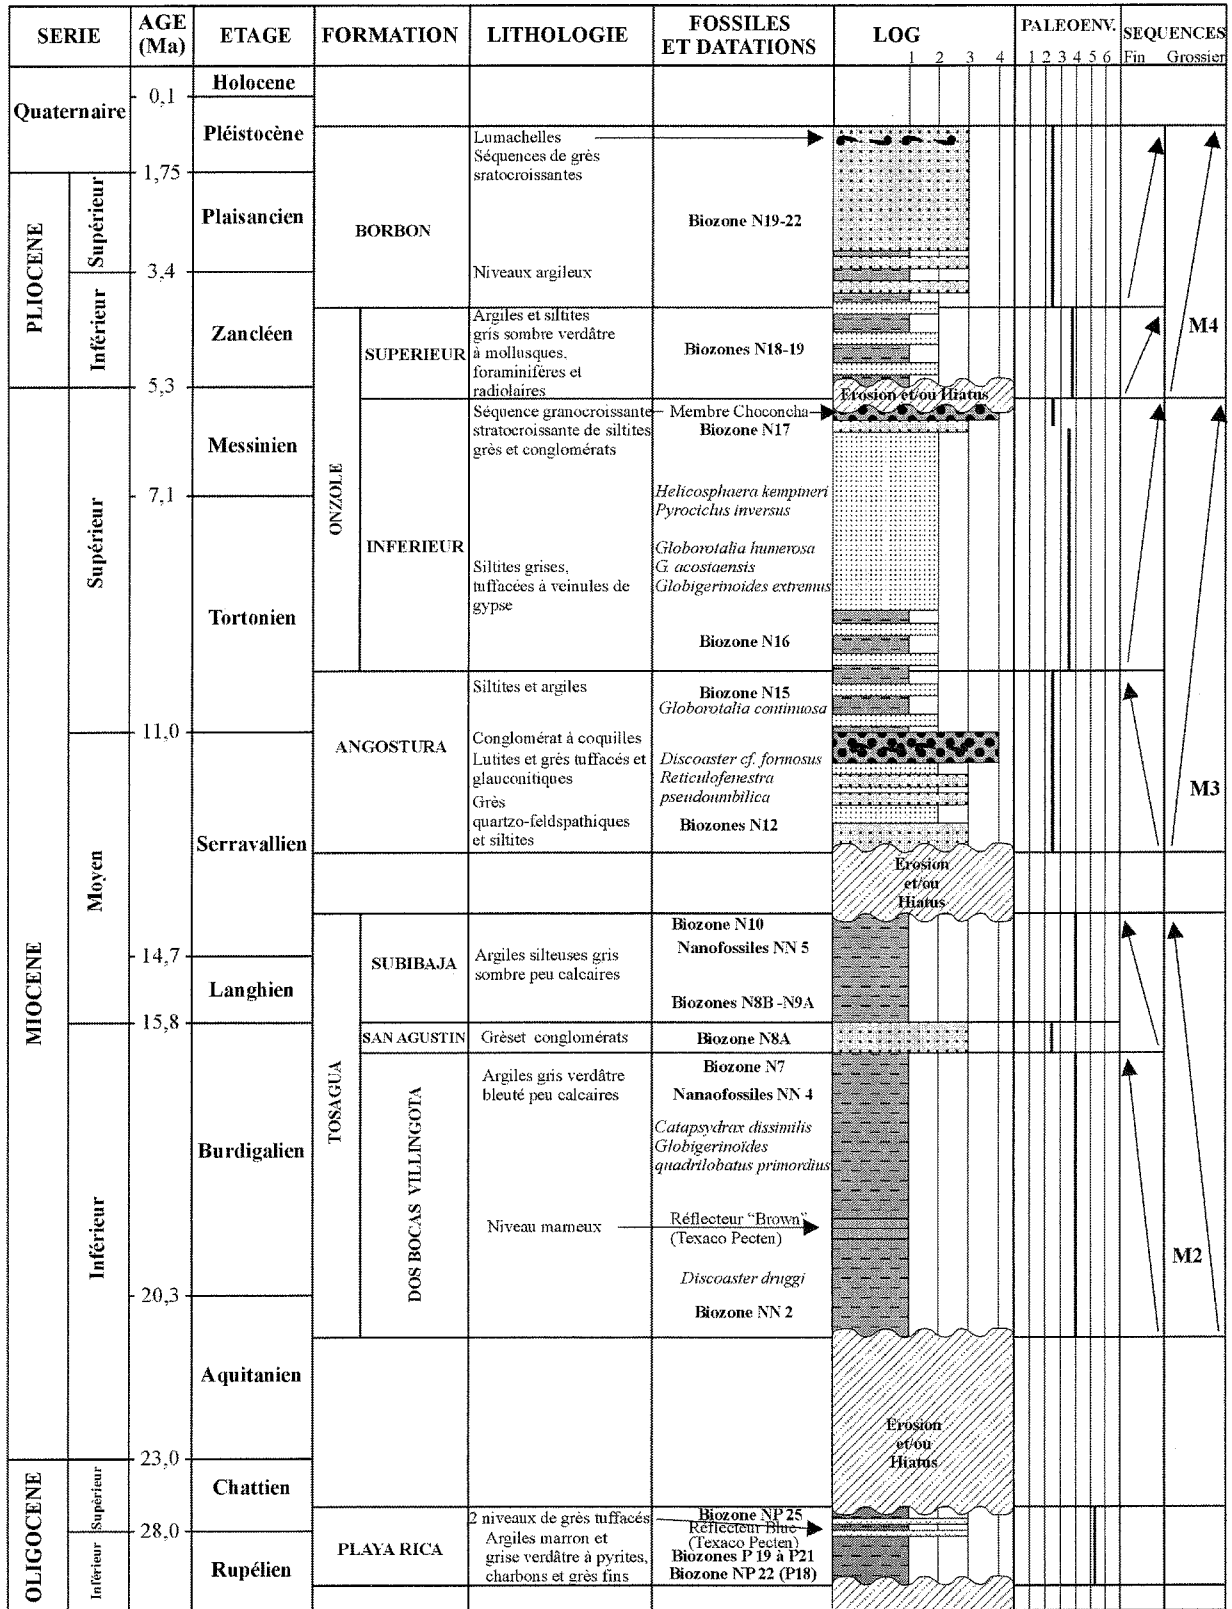 SERIE
AGE
(Ma)
ETAGE
FORMATION
LITHOLOGIE
FOSSILES
ET DATATIONS
LOG
1 2 3 4
PALEOENV.
1 2 3 4 5 6
SEQUENCES
Fin Grossier
Quaternaire
PLIOCENE
Supérieur
Inférieur
MIOCENE
Supérieur
Moyen
Inférieur
OLIGOCENE
Supérieur
Inférieur
0,1
1,75
3,4
5,3
7,1
11,0
14,7
15,8
20,3
23,0
28,0
Holocene
Pléistocène
Plaisancien
Zancléen
Messinien
Tortonien
Serravallien
Langhien
Burdigalien
Aquitanien
Chattien
Rupélien
BORBON
ONZOLE
SUPERIEUR
INFERIEUR
ANGOSTURA
TOSAGUA
SUBIBAJA
SAN AGUSTIN
DOS BOCAS VILLINGOTA
PLAYA RICA
Lumachelles
Séquences de grès
sratocroissantes
Niveaux argileux
Argiles et siltites
gris sombre verdâtre
à mollusques,
foraminifères et
radiolaires
Séquence granocroissante
stratocroissante de siltites
grès et conglomérats
Siltites grises,
tuffacées à veinules de
gypse
Siltites et argiles
Conglomérat à coquilles
Lutites et grès tuffacés et
glauconitiques
Grès
quartzo-feldspathiques
et siltites
Argiles silteuses gris
sombre peu calcaires
Grèset conglomérats
Argiles gris verdâtre
bleuté peu calcaires
Niveau marneux
2 niveaux de grès tuffacés
Argiles marron et
grise verdâtre à pyrites,
charbons et grès fins
Biozone N19-22
Biozones N18-19
Membre Choconcha
Biozone N17
Helicosphaera kempineri
Pyrociclus inversus
Globorotalia humerosa
G. acostaensis
Globigerinoides extremus
Biozone N16
Biozone N15
Globorotalia continuosa
Discoaster cf. formosus
Reticulofenestra
pseudoumbilica
Biozones N12
Biozone N10
Nanofossiles NN 5
Biozones N8B -N9A
Biozone N8A
Biozone N7
Nanaofossiles NN 4
Catapsydrax dissimilis
Globigerinoïdes
quadrilobatus primordius
Réflecteur "Brown"
(Texaco Pecten)
Discoaster druggi
Biozone NN 2
Biozone NP 25
Réflecteur Blue
(Texaco Pecten)
Biozones P 19 à P21
Biozone NP 22 (P18)
Erosion et/ou Hiatus
Erosion
et/ou
Hiatus
Erosion
et/ou
Hiatus
M4
M3
M2